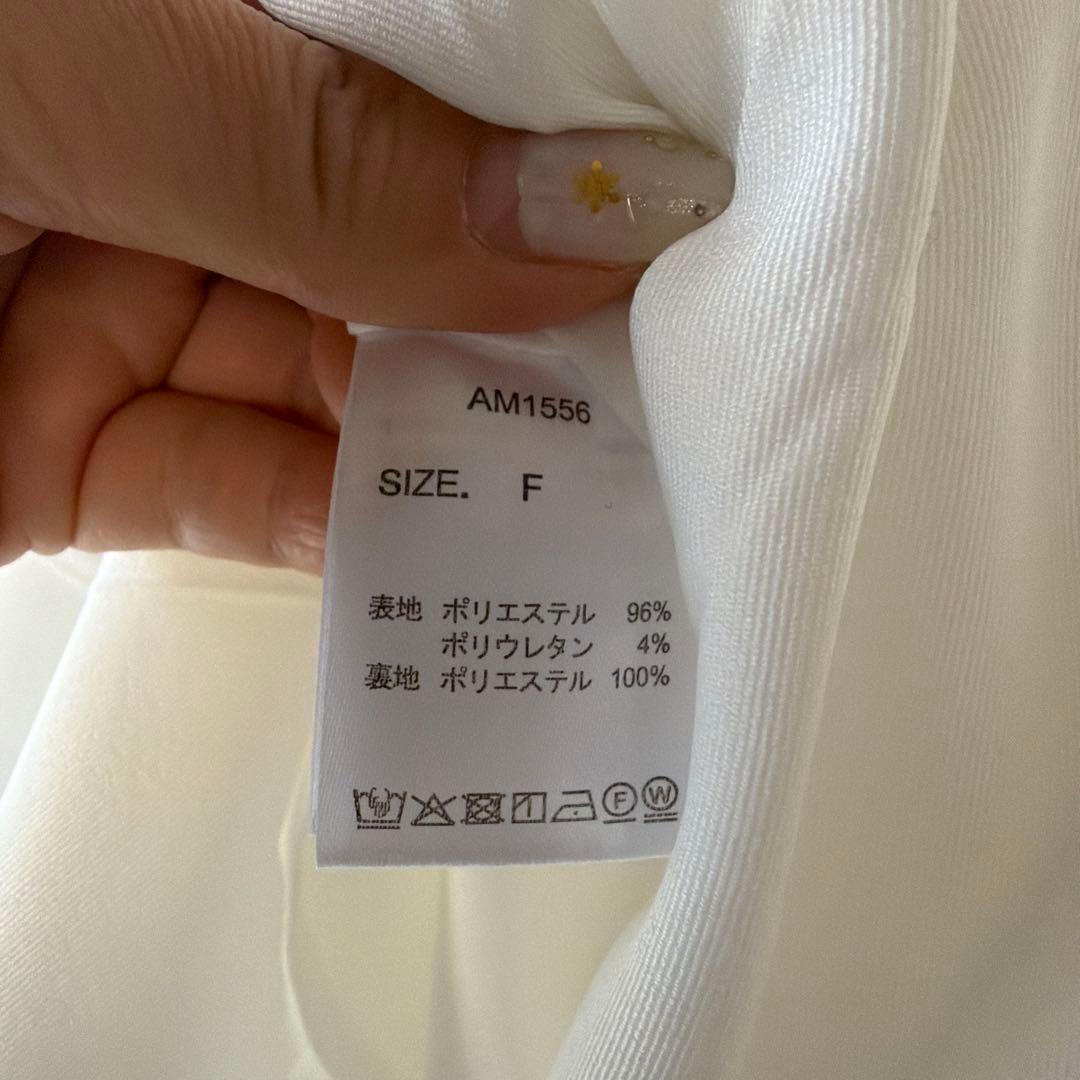 AM1556
SIZE. F
表地 ポリエステル 96%
ポリウレタン 4%
裏地 ポリエステル 100%
F W